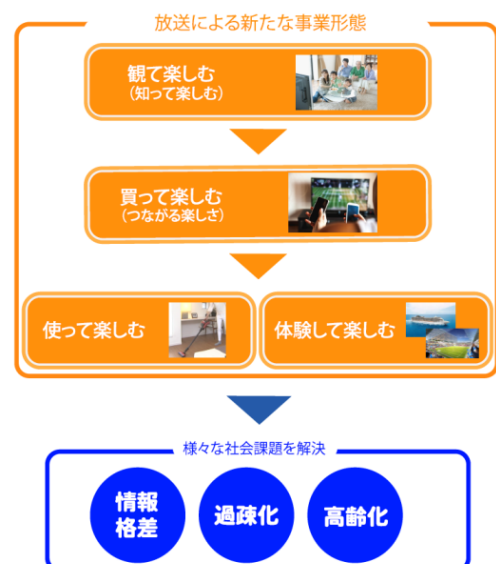 放送による新たな事業形態
観て楽しむ
(知って楽しむ)
買って楽しむ
(つながる楽しさ)
使って楽しむ
体験して楽しむ
様々な社会課題を解決
情報
格差
過疎化
高齢化